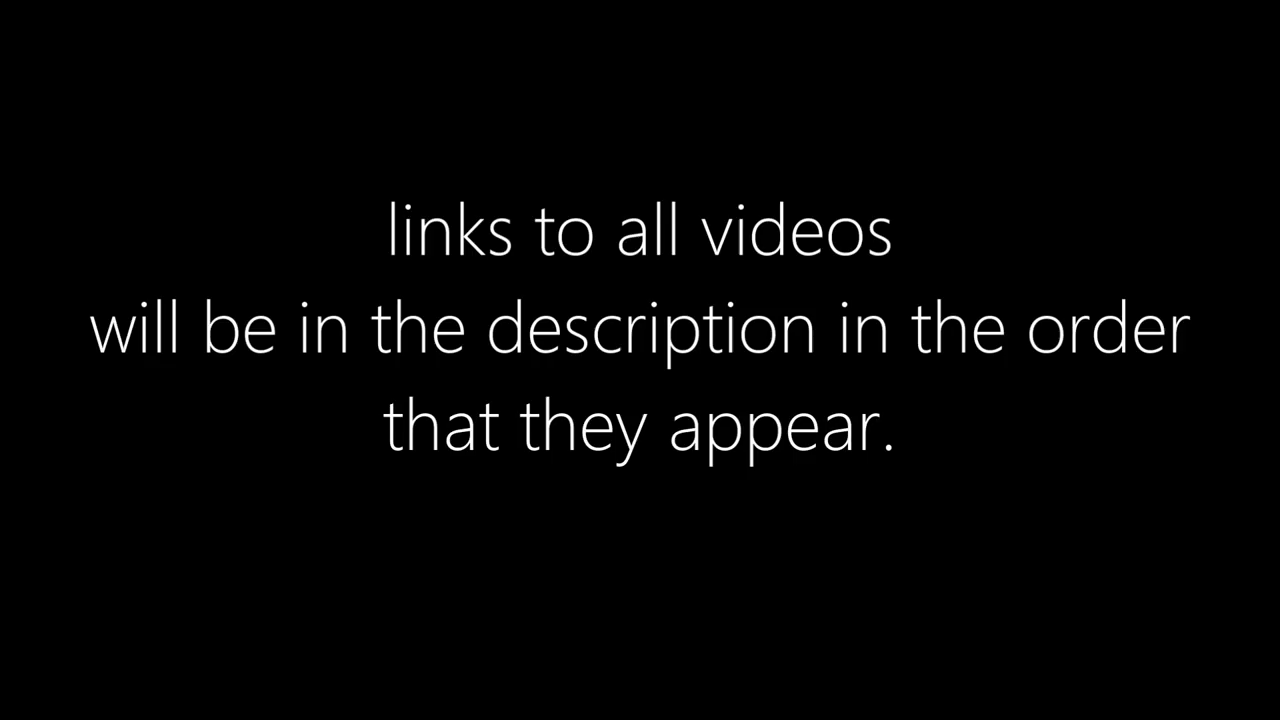 links to all videos
will be in the description in the order
that they appear.